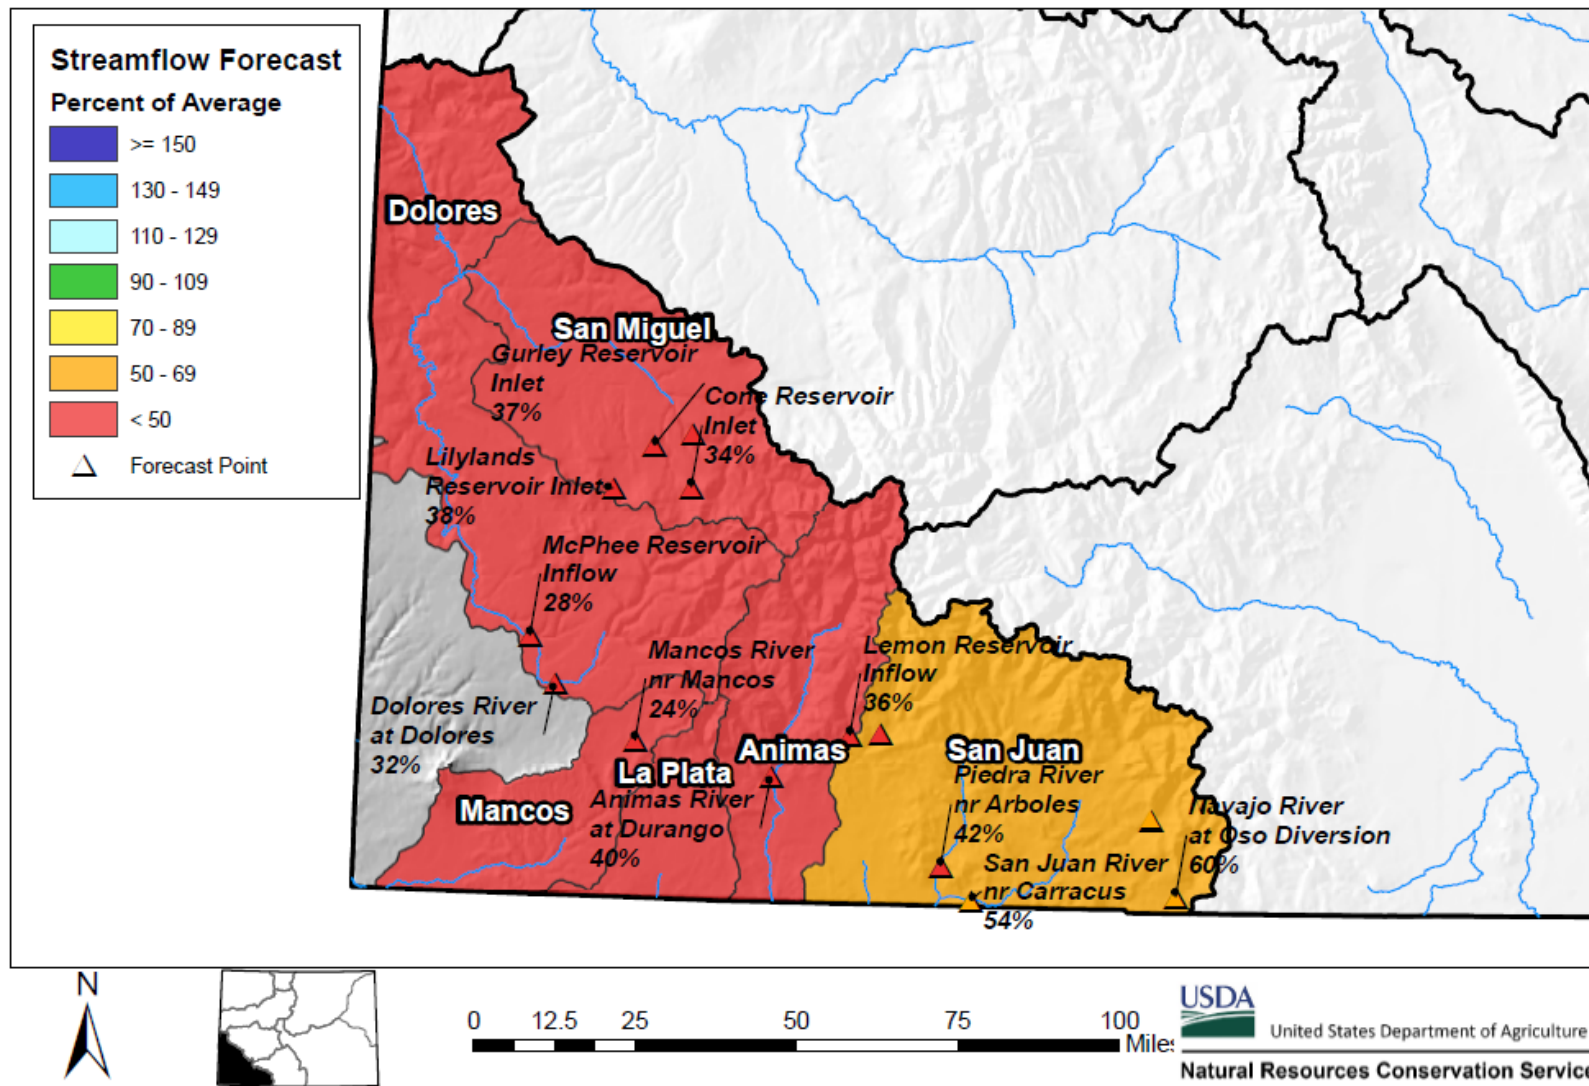 Streamflow Forecast
Percent of Average
>= 150
130 - 149
110 - 129
90 - 109
70 - 89
50 - 69
< 50
Forecast Point
Dolores
San Miguel
Gurley Reservoir
Inlet
37%
Cone Reservoir
Inlet
34%
Lilylands
Reservoir Inlet
38%
McPhee Reservoir
Inflow
28%
Mancos River
nr Mancos
24%
Lemon Reservoir
Inflow
36%
Dolores River
at Dolores
32%
Animas
San Juan
La Plata
Mancos
Animas River
at Durango
40%
Piedra River
nr Arboles
42%
Navajo River
at Oso Diversion
60%
San Juan River
nr Carracus
54%
N
0 12.5 25 50 75 100
Miles
USDA
United States Department of Agriculture
Natural Resources Conservation Service